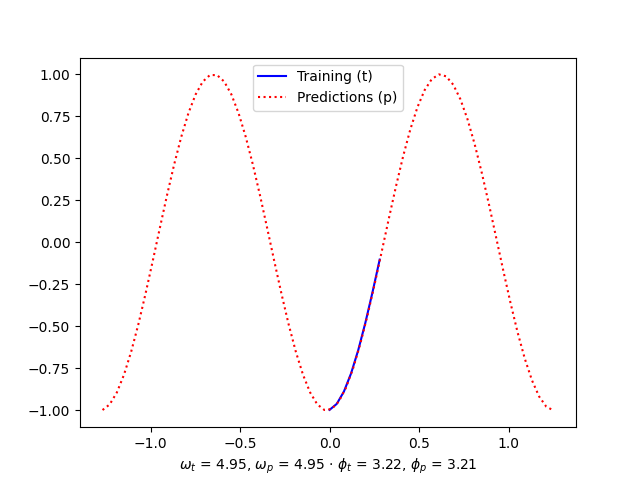 1.00
0.75
0.50
0.25
0.00
−0.25
−0.50
−0.75
−1.00
Training (t)
Predictions (p)
−1.0 −0.5 0.0 0.5 1.0
ωₜ = 4.95, ωₚ = 4.95 · ϕₜ = 3.22, ϕₚ = 3.21